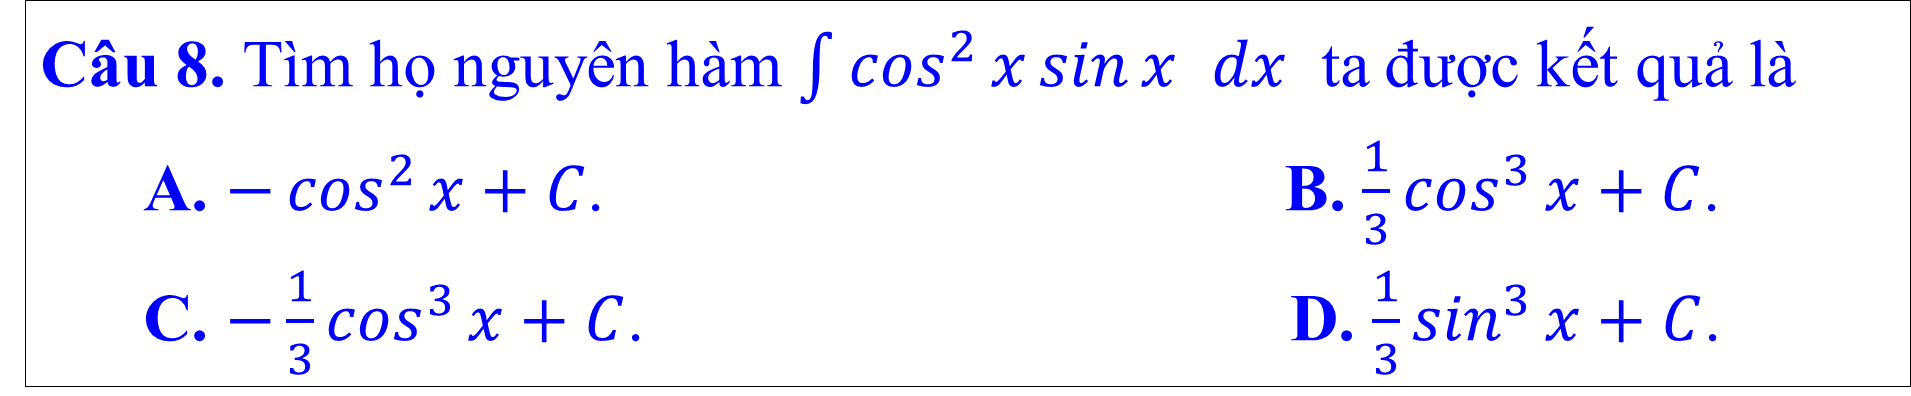 Câu 8. Tìm họ nguyên hàm ∫ cos² x sin x dx ta được kết quả là
A. − cos² x + C. B. 1/3 cos³ x + C.
C. − 1/3 cos³ x + C. D. 1/3 sin³ x + C.